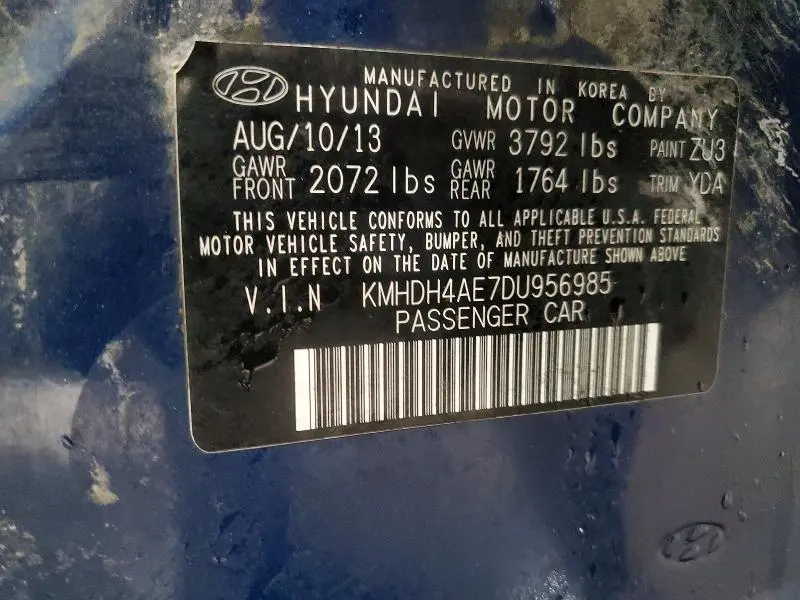 MANUFACTURED IN KOREA BY
HYUNDAI MOTOR COMPANY
AUG/10/13 GVWR 3792 lbs PAINT ZU3
GAWR FRONT 2072 lbs GAWR REAR 1764 lbs TRIM YDA
THIS VEHICLE CONFORMS TO ALL APPLICABLE U.S.A. FEDERAL
MOTOR VEHICLE SAFETY, BUMPER, AND THEFT PREVENTION STANDARDS
IN EFFECT ON THE DATE OF MANUFACTURE SHOWN ABOVE
V.I.N KMHDH4AE7DU956985
PASSENGER CAR